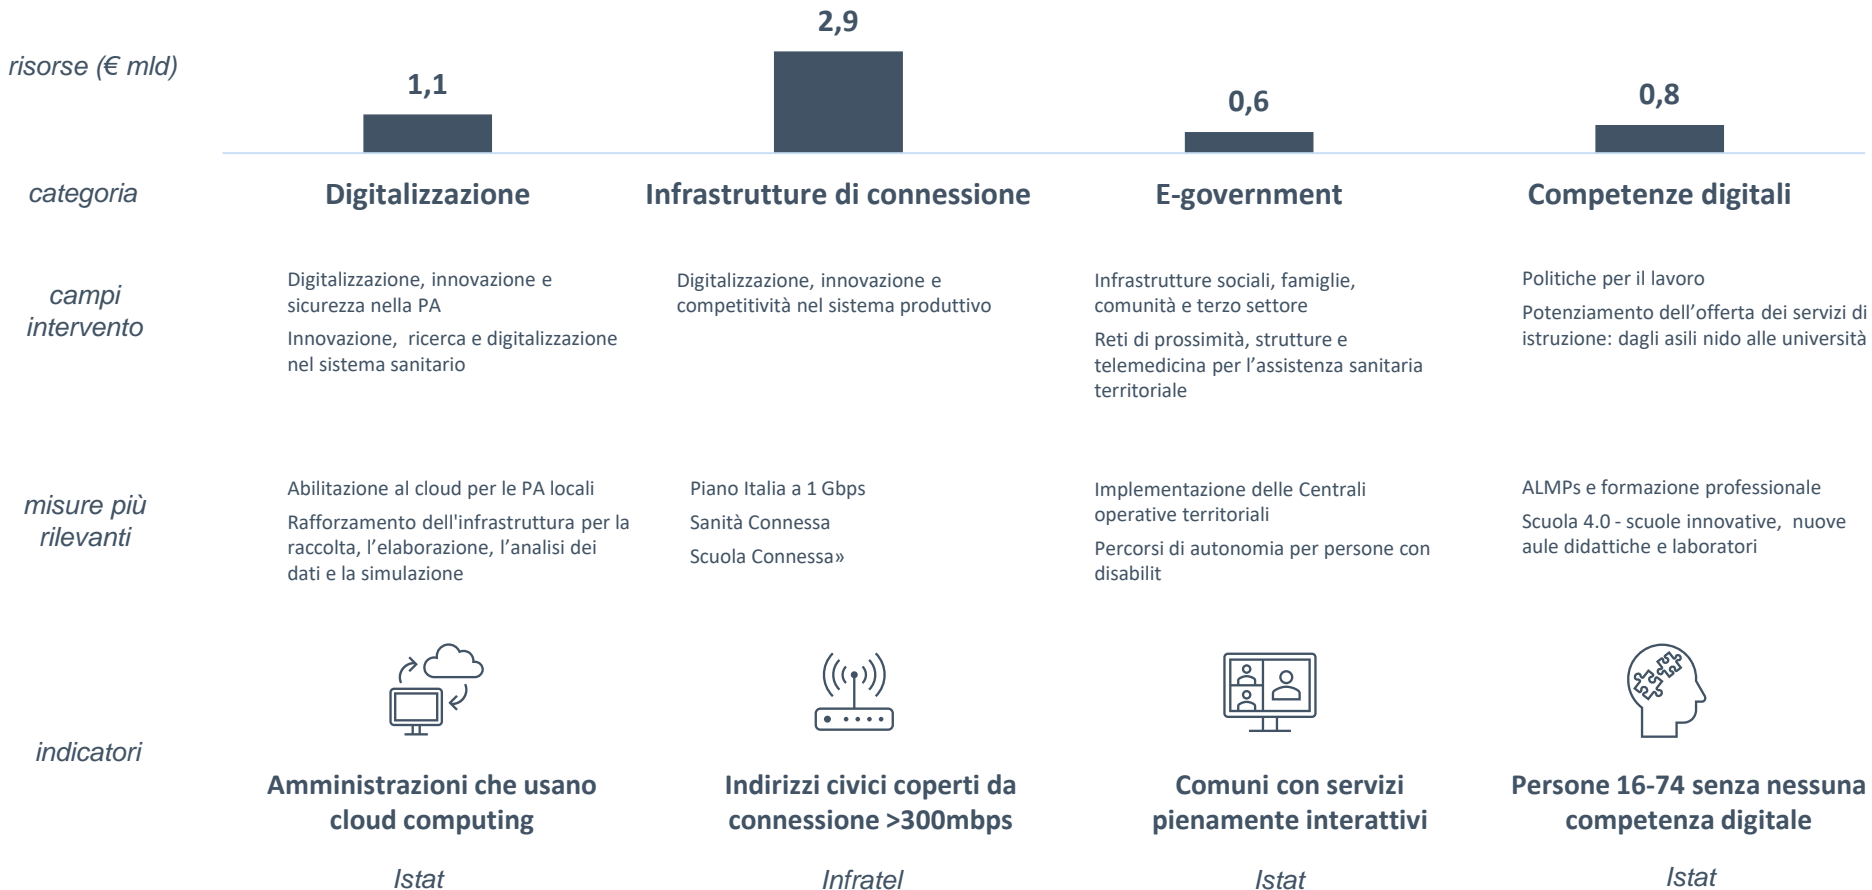 risorse (€ mld)
1,1
2,9
0,6
0,8
categoria
Digitalizzazione
Infrastrutture di connessione
E-government
Competenze digitali
campi
intervento
Digitalizzazione, innovazione e
sicurezza nella PA
Innovazione, ricerca e digitalizzazione
nel sistema sanitario
Digitalizzazione, innovazione e
competitività nel sistema produttivo
Infrastrutture sociali, famiglie,
comunità e terzo settore
Reti di prossimità, strutture e
telemedicina per l’assistenza sanitaria
territoriale
Politiche per il lavoro
Potenziamento dell’offerta dei servizi di
istruzione: dagli asili nido alle università
misure più
rilevanti
Abilitazione al cloud per le PA locali
Rafforzamento dell'infrastruttura per la
raccolta, l’elaborazione, l’analisi dei
dati e la simulazione
Piano Italia a 1 Gbps
Sanità Connessa
Scuola Connessa»
Implementazione delle Centrali
operative territoriali
Percorsi di autonomia per persone con
disabilit
ALMPs e formazione professionale
Scuola 4.0 - scuole innovative, nuove
aule didattiche e laboratori
indicatori
Amministrazioni che usano
cloud computing
Istat
Indirizzi civici coperti da
connessione >300mbps
Infratel
Comuni con servizi
pienamente interattivi
Istat
Persone 16-74 senza nessuna
competenza digitale
Istat